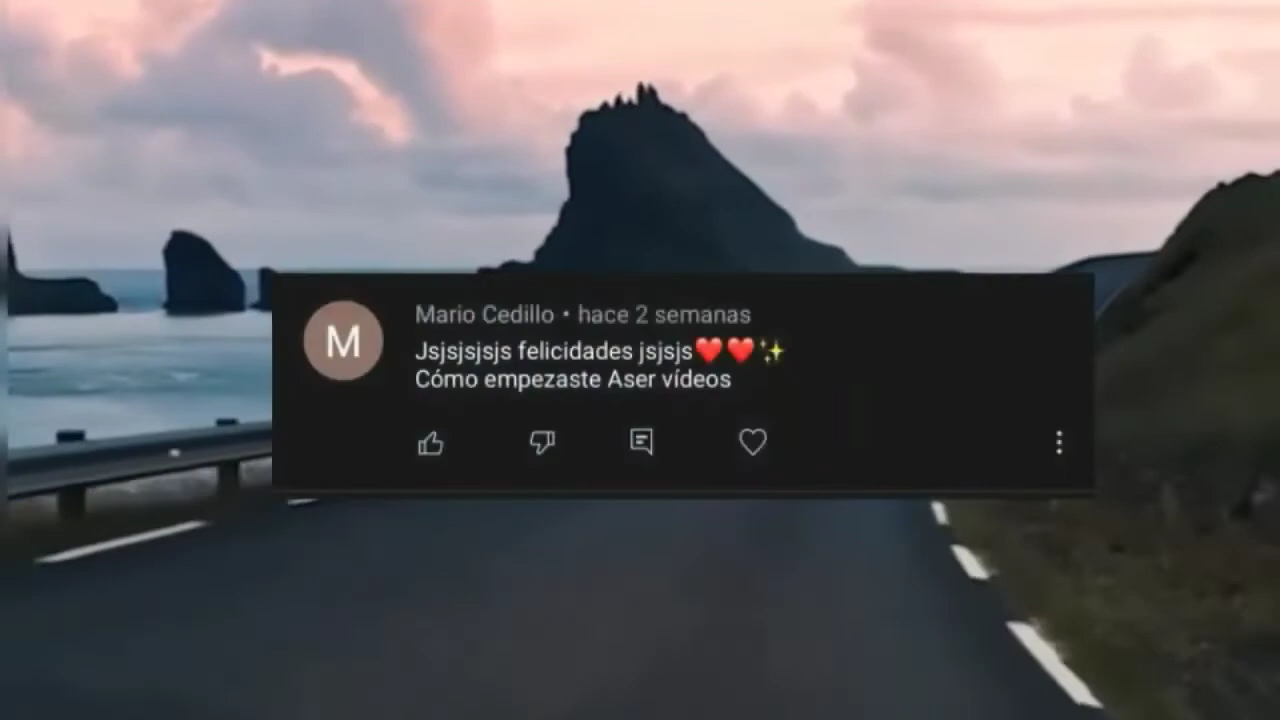 M
Mario Cedillo • hace 2 semanas
Jsjsjsjsjs felicidades jsjsjs❤️❤️✨
Cómo empezaste Aser vídeos